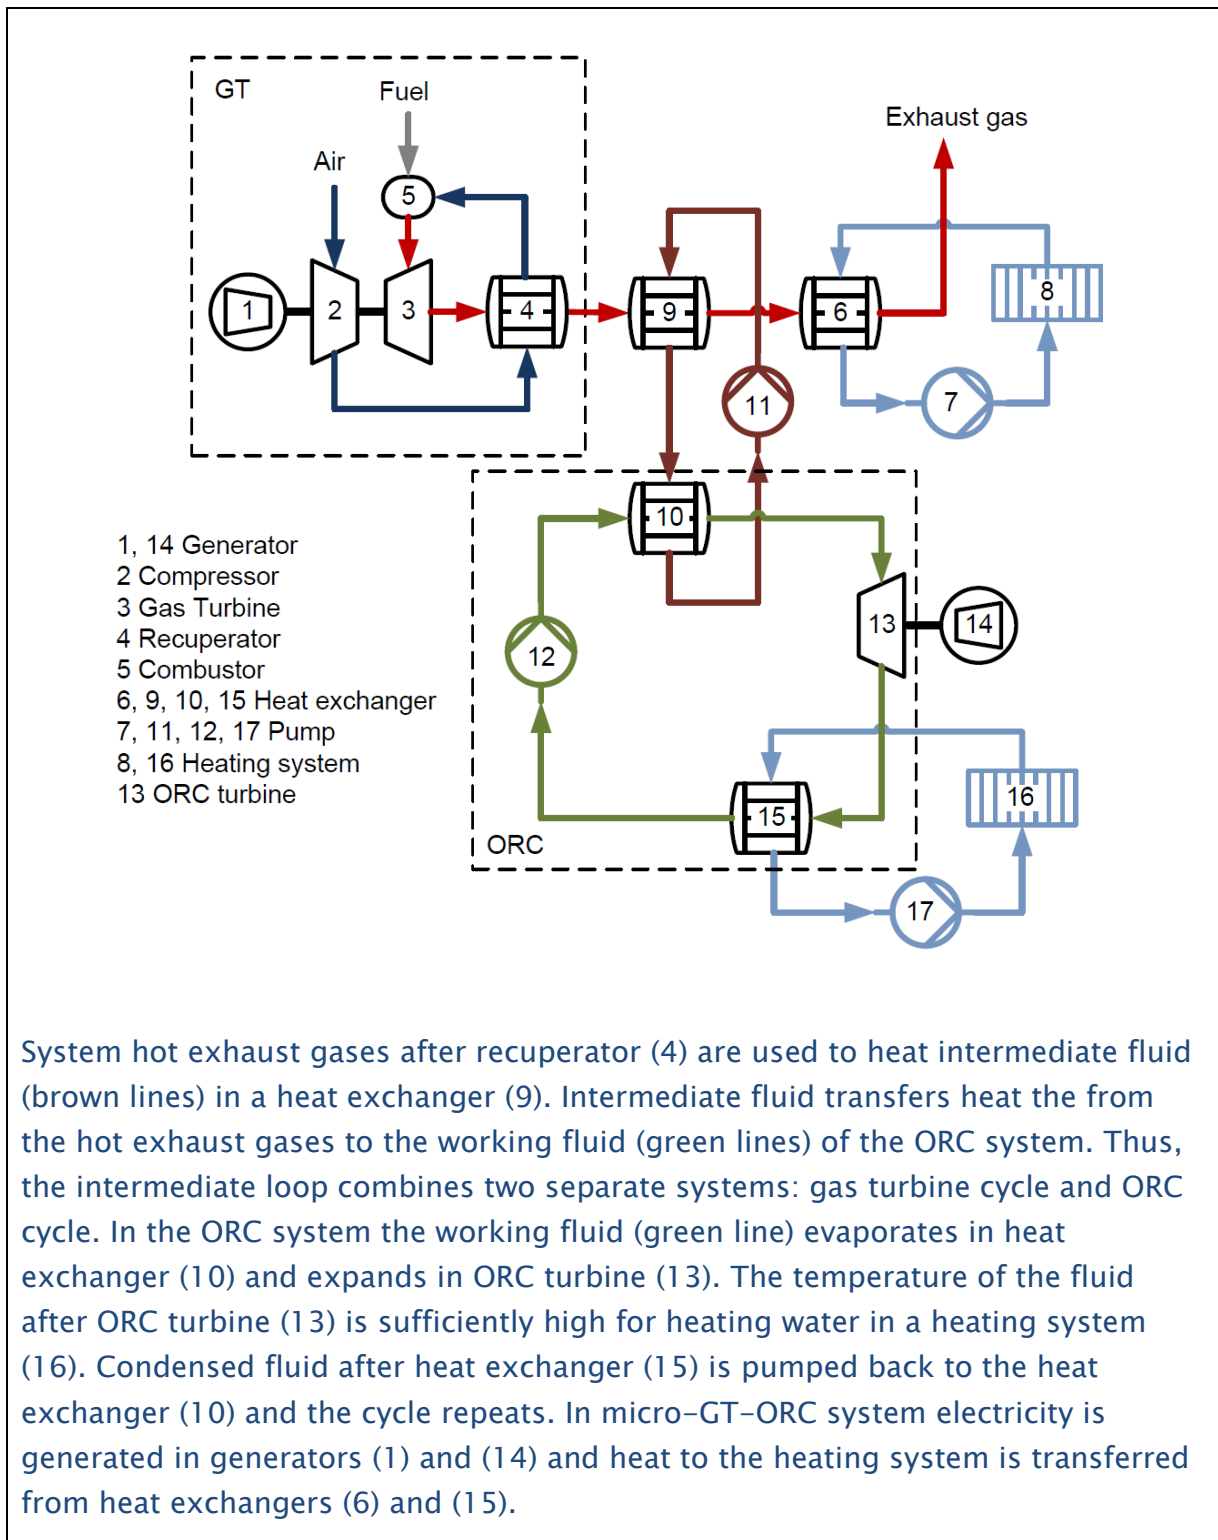 GT
Fuel
Exhaust gas
Air
5
1
2
3
4
9
6
8
11
7
10
12
13
14
1, 14 Generator
2 Compressor
3 Gas Turbine
4 Recuperator
5 Combustor
6, 9, 10, 15 Heat exchanger
7, 11, 12, 17 Pump
8, 16 Heating system
13 ORC turbine
16
15
ORC
17
System hot exhaust gases after recuperator (4) are used to heat intermediate fluid
(brown lines) in a heat exchanger (9). Intermediate fluid transfers heat the from
the hot exhaust gases to the working fluid (green lines) of the ORC system. Thus,
the intermediate loop combines two separate systems: gas turbine cycle and ORC
cycle. In the ORC system the working fluid (green line) evaporates in heat
exchanger (10) and expands in ORC turbine (13). The temperature of the fluid
after ORC turbine (13) is sufficiently high for heating water in a heating system
(16). Condensed fluid after heat exchanger (15) is pumped back to the heat
exchanger (10) and the cycle repeats. In micro-GT-ORC system electricity is
generated in generators (1) and (14) and heat to the heating system is transferred
from heat exchangers (6) and (15).